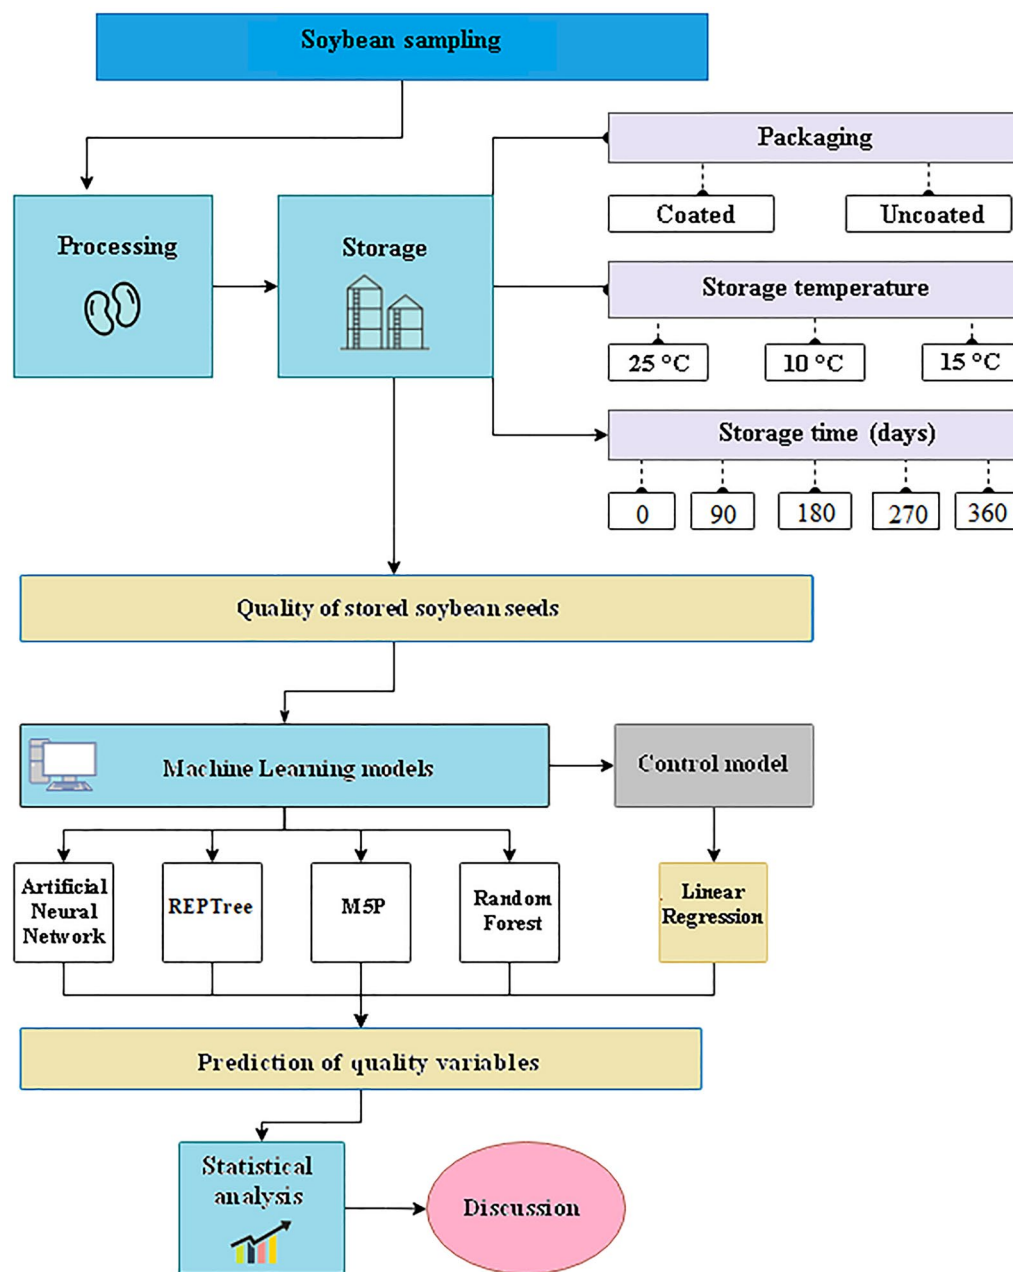 Soybean sampling
Processing
Storage
Packaging
Coated
Uncoated
Storage temperature
25 °C
10 °C
15 °C
Storage time (days)
0
90
180
270
360
Quality of stored soybean seeds
Machine Learning models
Control model
Artificial
Neural
Network
REPTree
M5P
Random
Forest
Linear
Regression
Prediction of quality variables
Statistical
analysis
Discussion